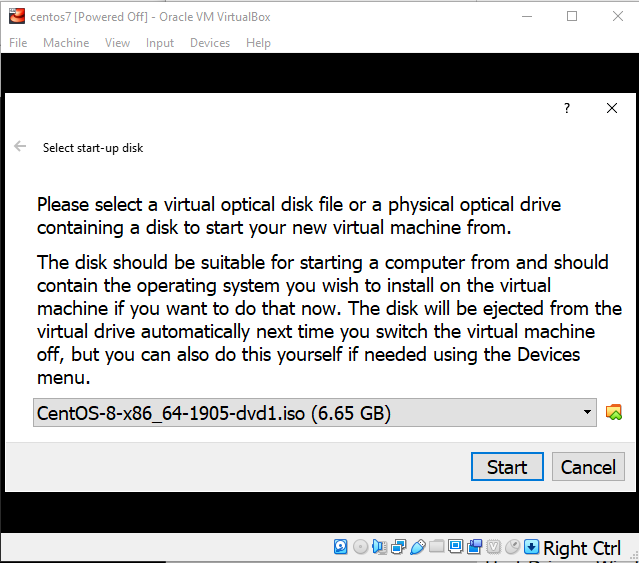 centos7 [Powered Off] - Oracle VM VirtualBox
File Machine View Input Devices Help
?
Select start-up disk
Please select a virtual optical disk file or a physical optical drive
containing a disk to start your new virtual machine from.
The disk should be suitable for starting a computer from and should
contain the operating system you wish to install on the virtual
machine if you want to do that now. The disk will be ejected from the
virtual drive automatically next time you switch the virtual machine
off, but you can also do this yourself if needed using the Devices
menu.
CentOS-8-x86_64-1905-dvd1.iso (6.65 GB)
Start Cancel
Right Ctrl